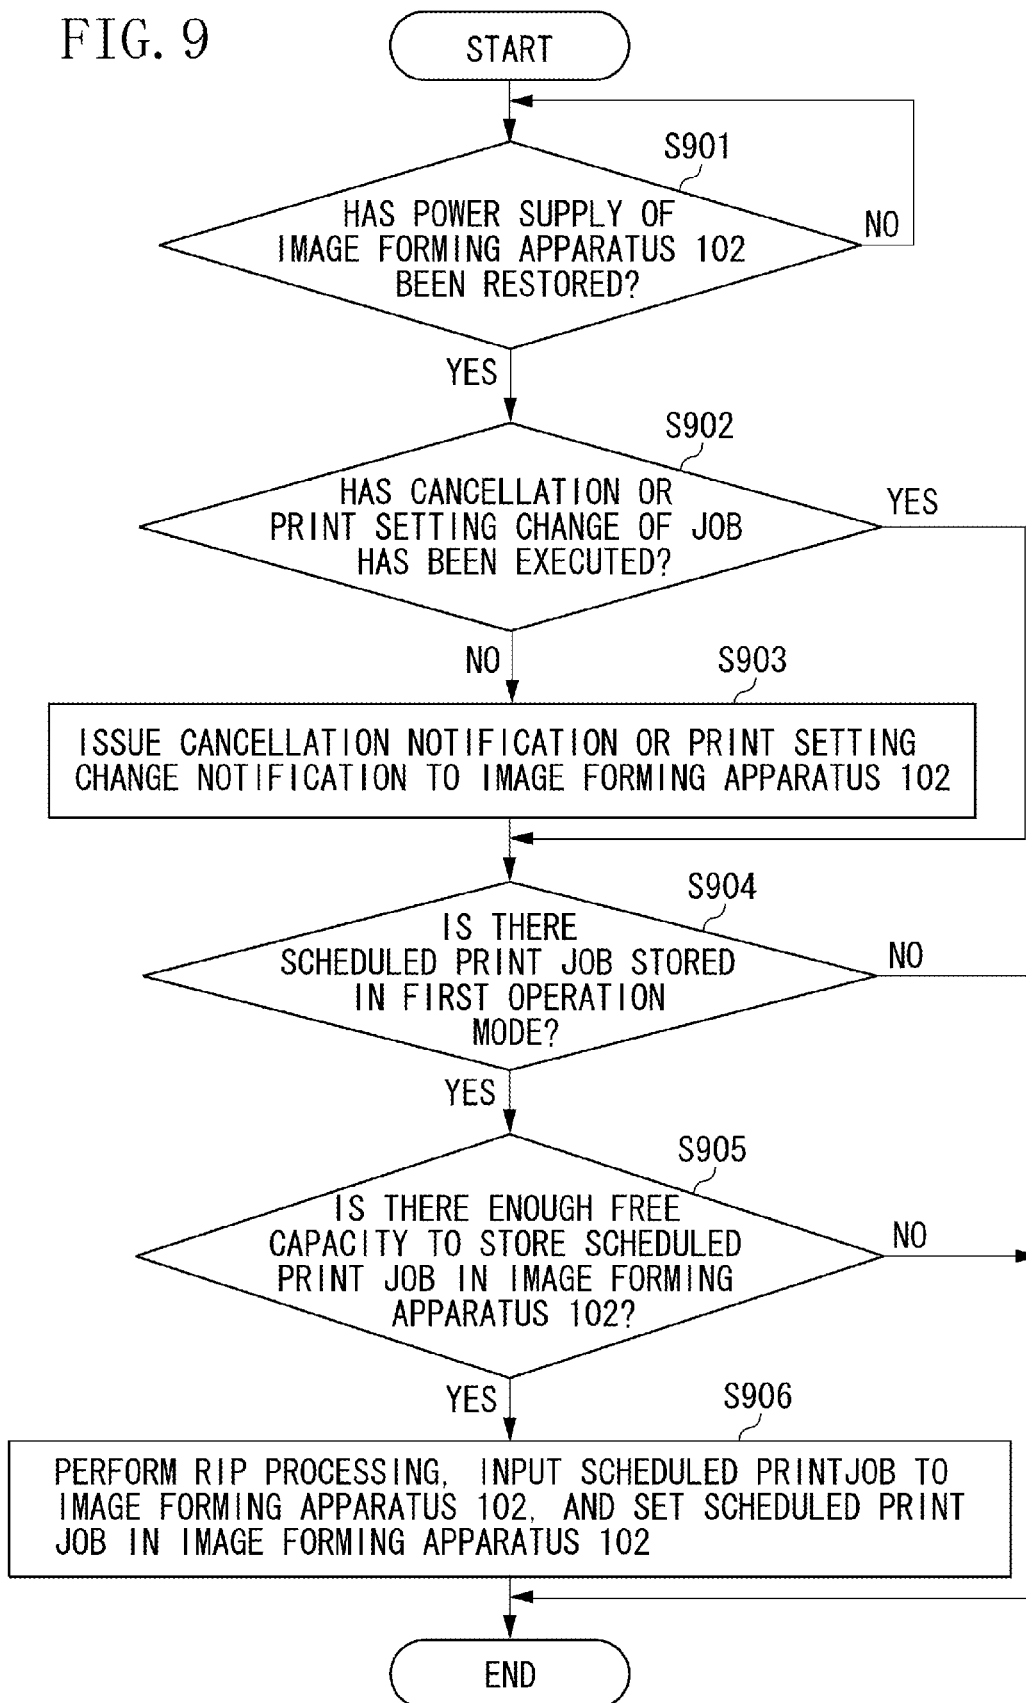 FIG. 9
START
S901
HAS POWER SUPPLY OF
IMAGE FORMING APPARATUS 102
BEEN RESTORED?
NO
YES
S902
HAS CANCELLATION OR
PRINT SETTING CHANGE OF JOB
HAS BEEN EXECUTED?
YES
NO
S903
ISSUE CANCELLATION NOTIFICATION OR PRINT SETTING
CHANGE NOTIFICATION TO IMAGE FORMING APPARATUS 102
S904
IS THERE
SCHEDULED PRINT JOB STORED
IN FIRST OPERATION
MODE?
NO
YES
S905
IS THERE ENOUGH FREE
CAPACITY TO STORE SCHEDULED
PRINT JOB IN IMAGE FORMING
APPARATUS 102?
NO
YES
S906
PERFORM RIP PROCESSING, INPUT SCHEDULED PRINTJOB TO
IMAGE FORMING APPARATUS 102, AND SET SCHEDULED PRINT
JOB IN IMAGE FORMING APPARATUS 102
END